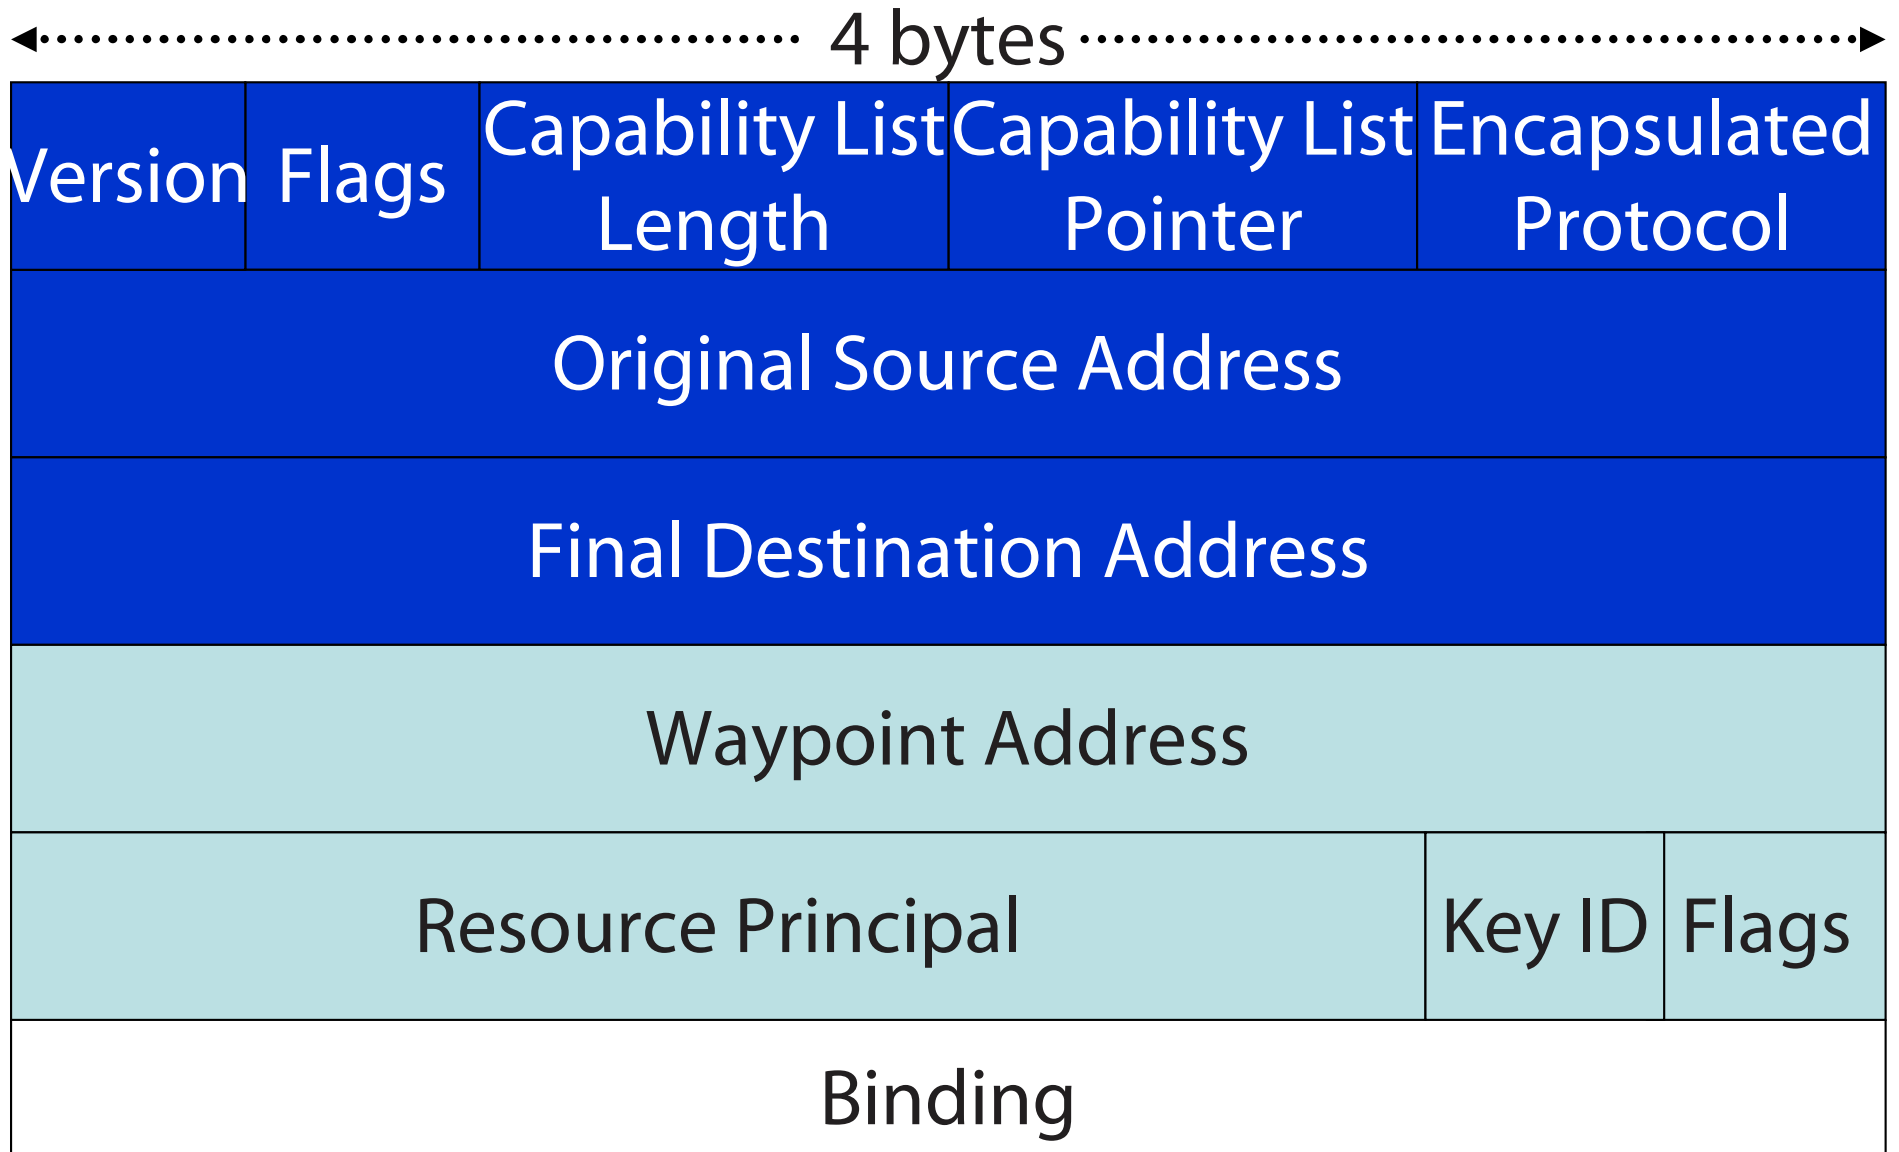 4 bytes
Version
Flags
Capability List
Length
Capability List
Pointer
Encapsulated
Protocol
Original Source Address
Final Destination Address
Waypoint Address
Resource Principal
Key ID
Flags
Binding